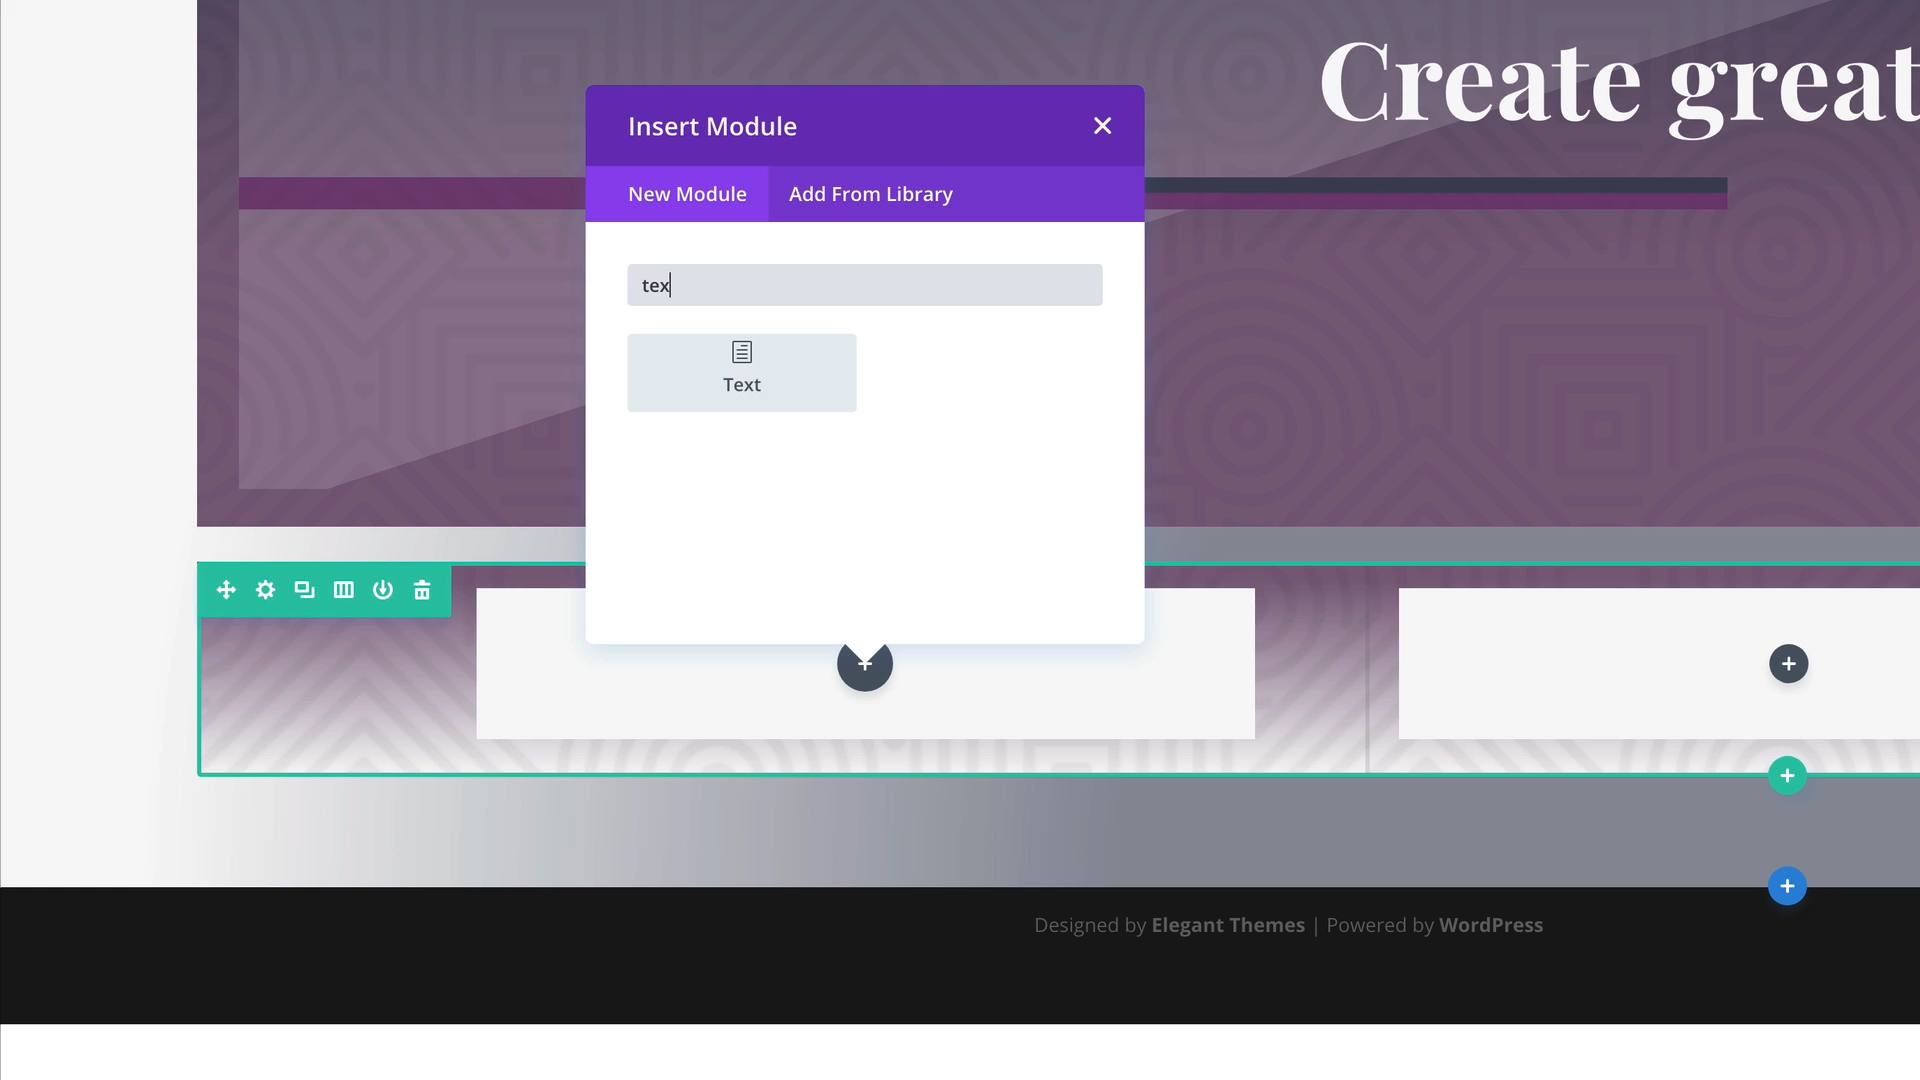 Create great
Insert Module
New Module
Add From Library
tex
Text
Designed by Elegant Themes | Powered by WordPress